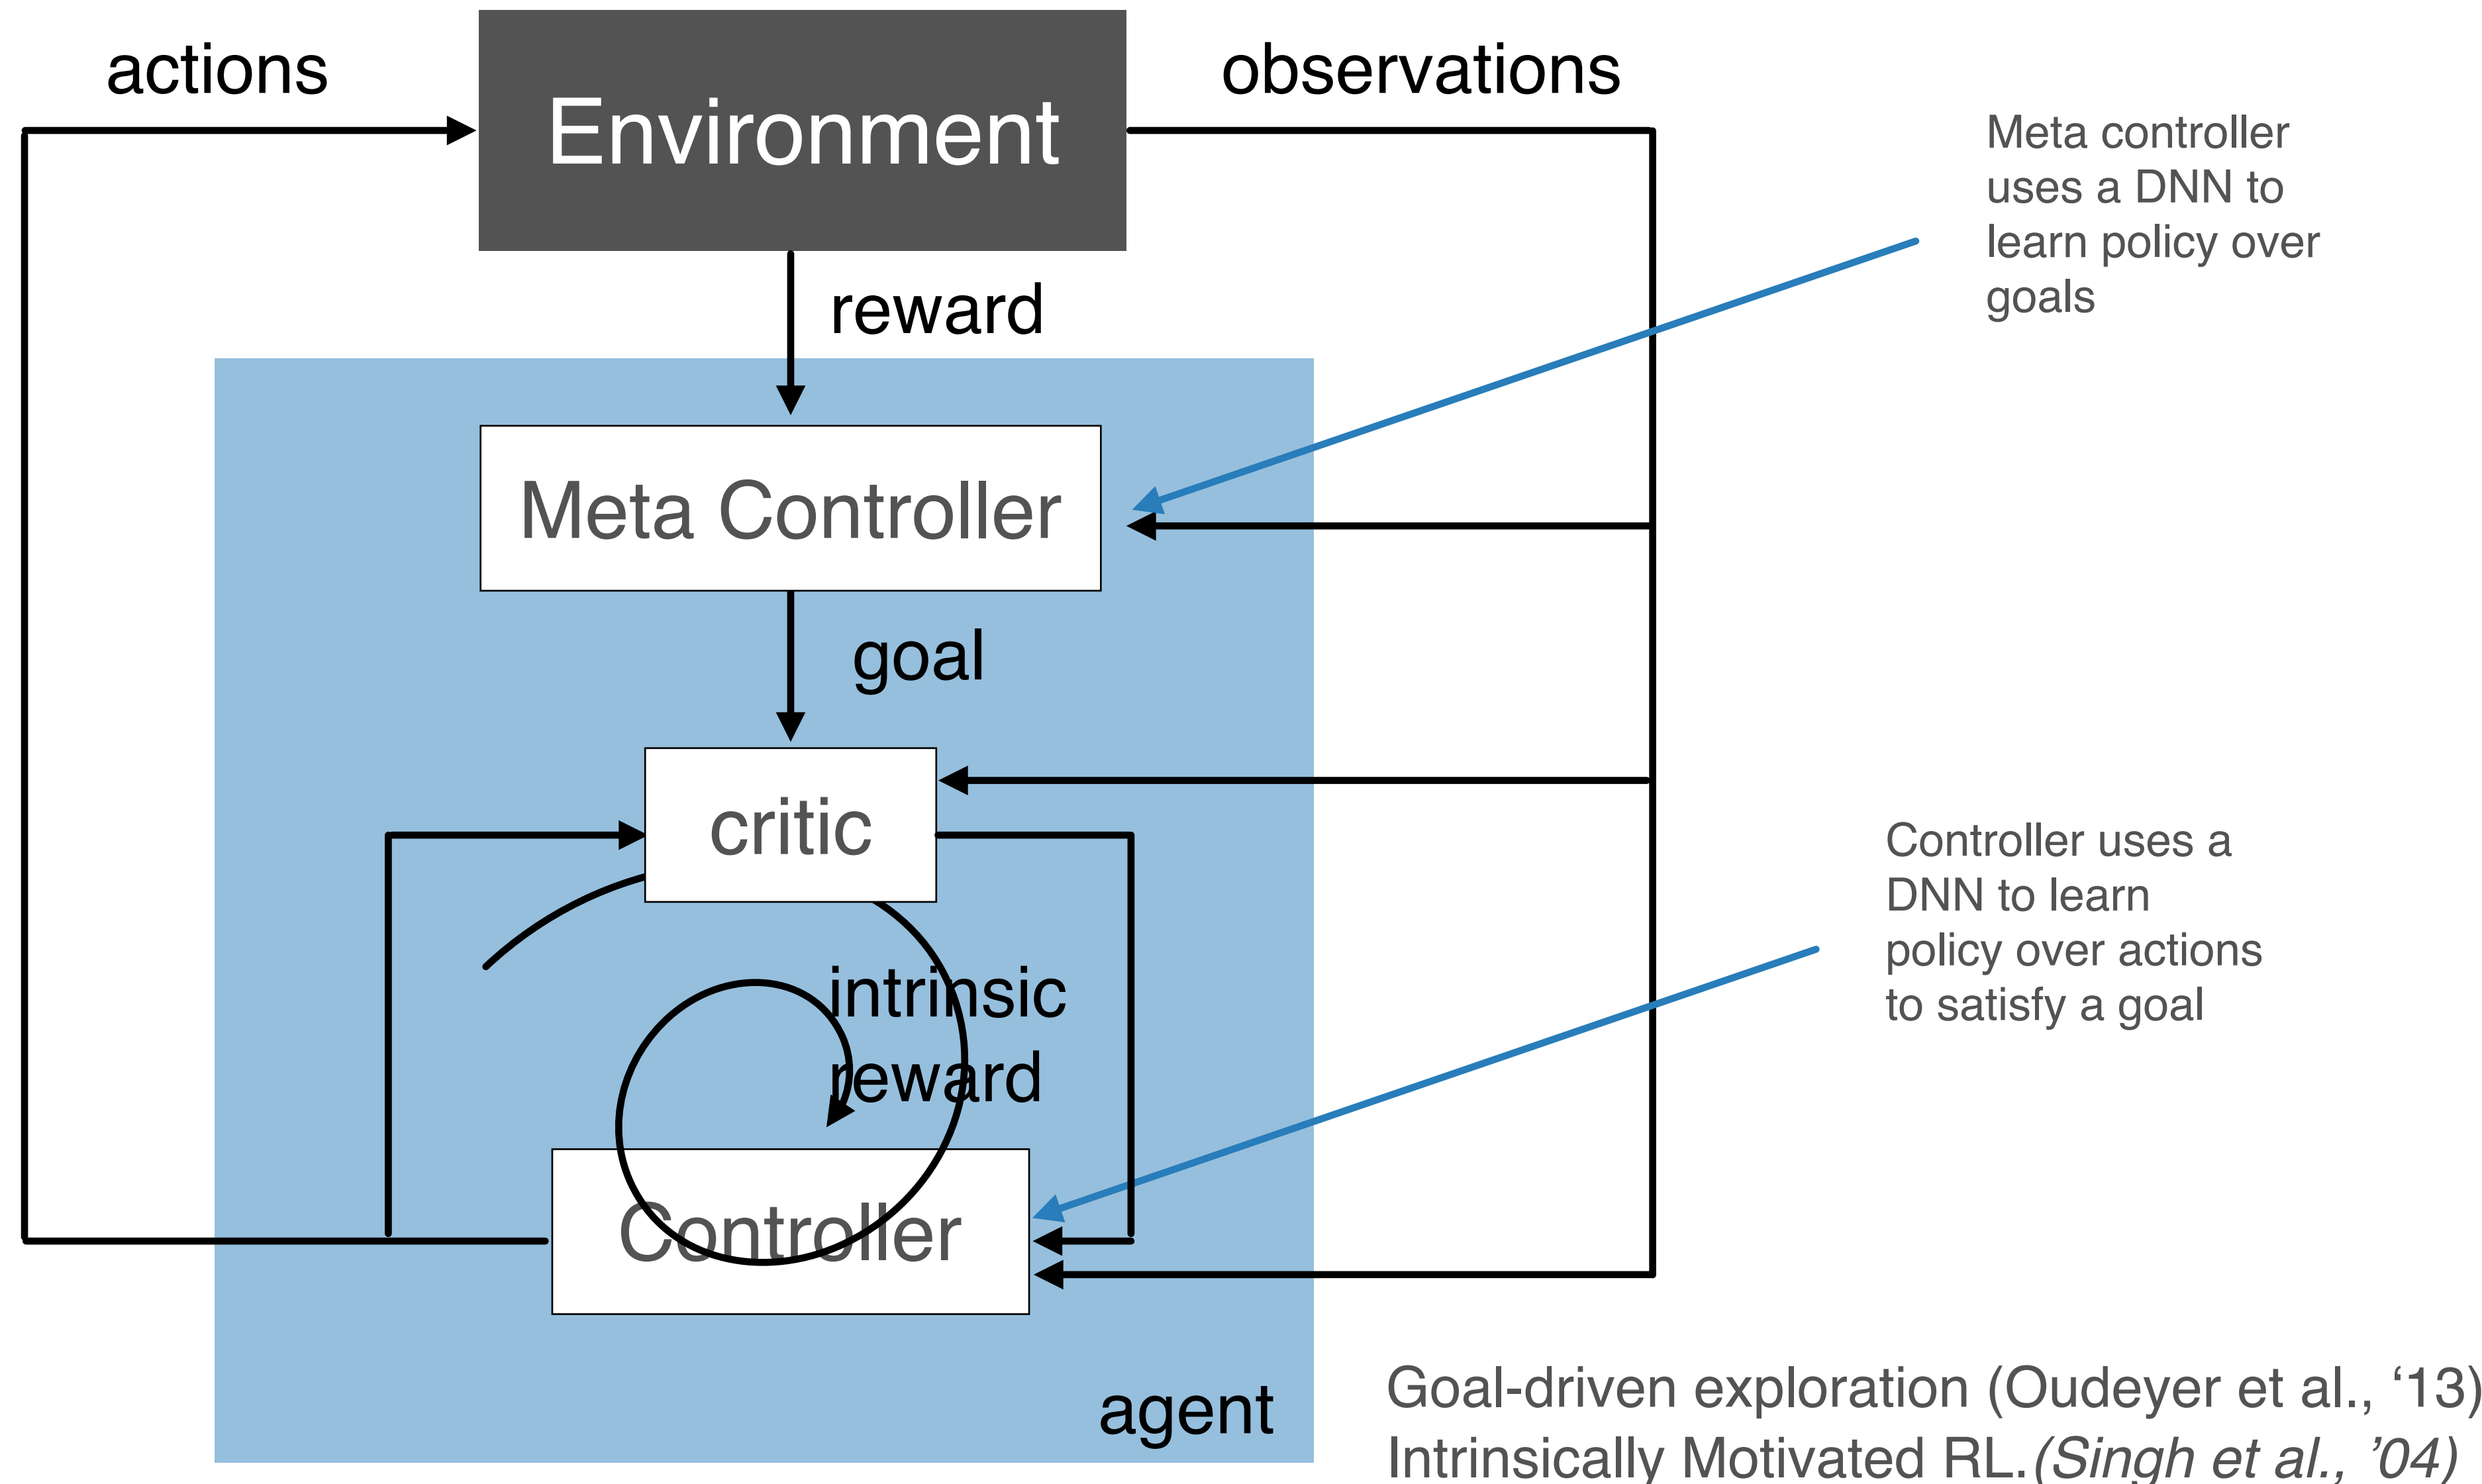 actions
Environment
observations
Meta controller
uses a DNN to
learn policy over
goals
reward
Meta Controller
goal
critic
Controller uses a
DNN to learn
policy over actions
to satisfy a goal
intrinsic
reward
Controller
agent
Goal-driven exploration (Oudeyer et al., ‘13)
Intrinsically Motivated RL. (Singh et al., ’04)